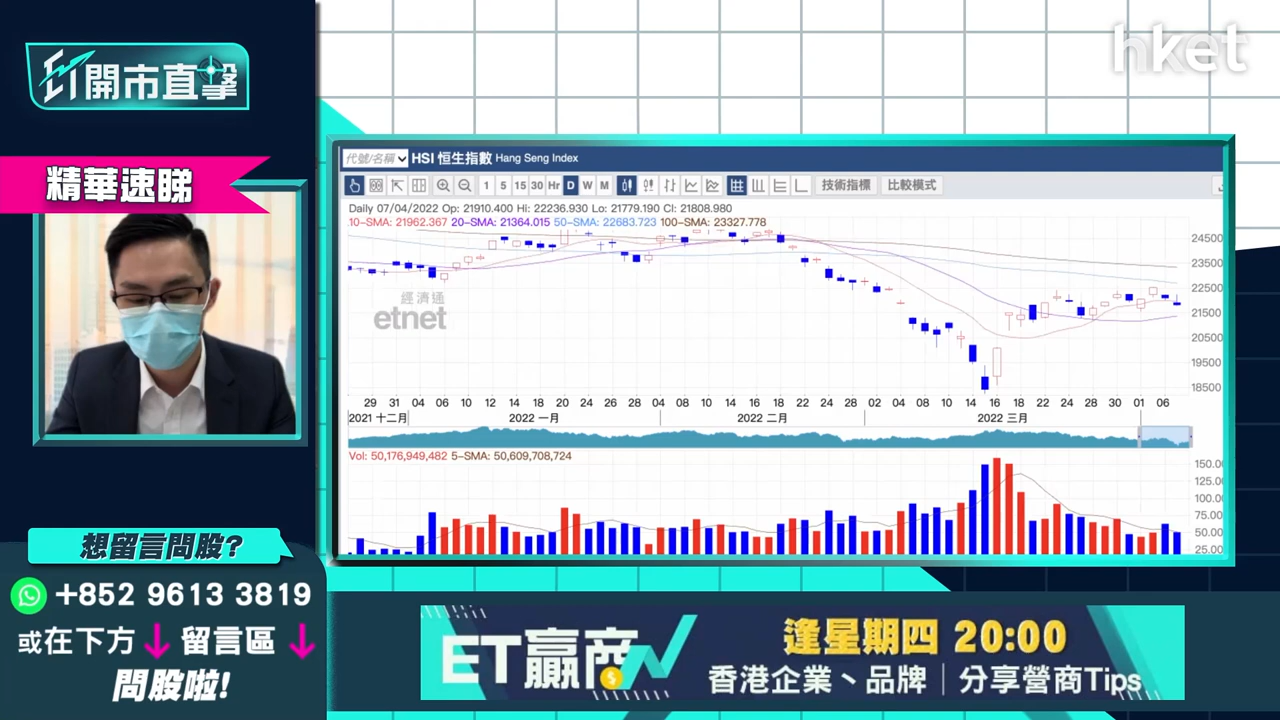 hket
ET開市直擊
精華速睇
代號/名稱 HSI 恒生指數 Hang Seng Index
1 5 15 30 Hr D W M 技術指標 比較模式
Daily 07/04/2022 Op: 21910.400 Hi: 22236.930 Lo: 21779.190 Cl: 21808.980
10-SMA: 21962.367 20-SMA: 21364.015 50-SMA: 22683.723 100-SMA: 23327.778
24500
23500
22500
21500
20500
19500
18500
經濟通
etnet
29 31 04 06 10 12 14 18 20 24 26 28 04 08 10 14 16 18 22 24 28 02 04 08 10 14 16 18 22 24 28 30 01 06
2021 十二月 2022 一月 2022 二月 2022 三月
Vol: 50,176,949,482 5-SMA: 50,609,708,724
150.00
125.00
100.00
75.00
50.00
25.00
想留言問股?
+852 9613 3819
或在下方 留言區
問股啦!
ET贏商
$
逢星期四 20:00
香港企業、品牌|分享營商Tips